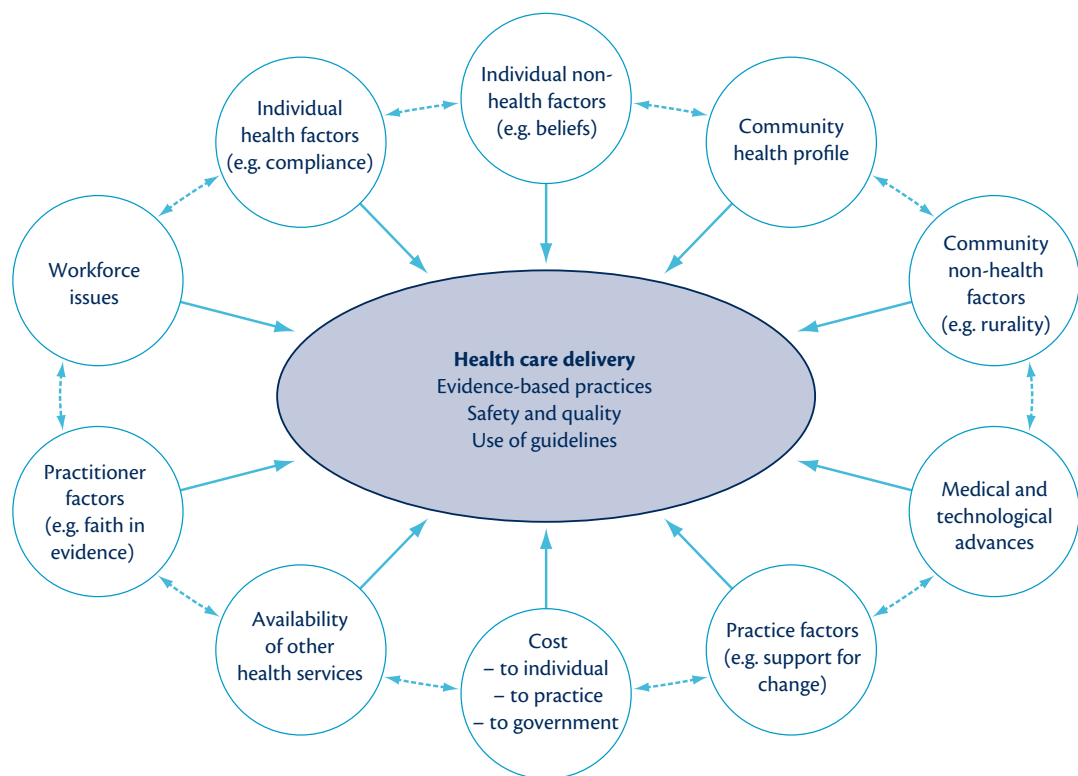 Individual non-
health factors
(e.g. beliefs)
Individual
health factors
(e.g. compliance)
Community
health profile
Workforce
issues
Community
non-health
factors
(e.g. rurality)
Health care delivery
Evidence-based practices
Safety and quality
Use of guidelines
Practitioner
factors
(e.g. faith in
evidence)
Medical and
technological
advances
Availability
of other
health services
Cost
– to individual
– to practice
– to government
Practice factors
(e.g. support for
change)